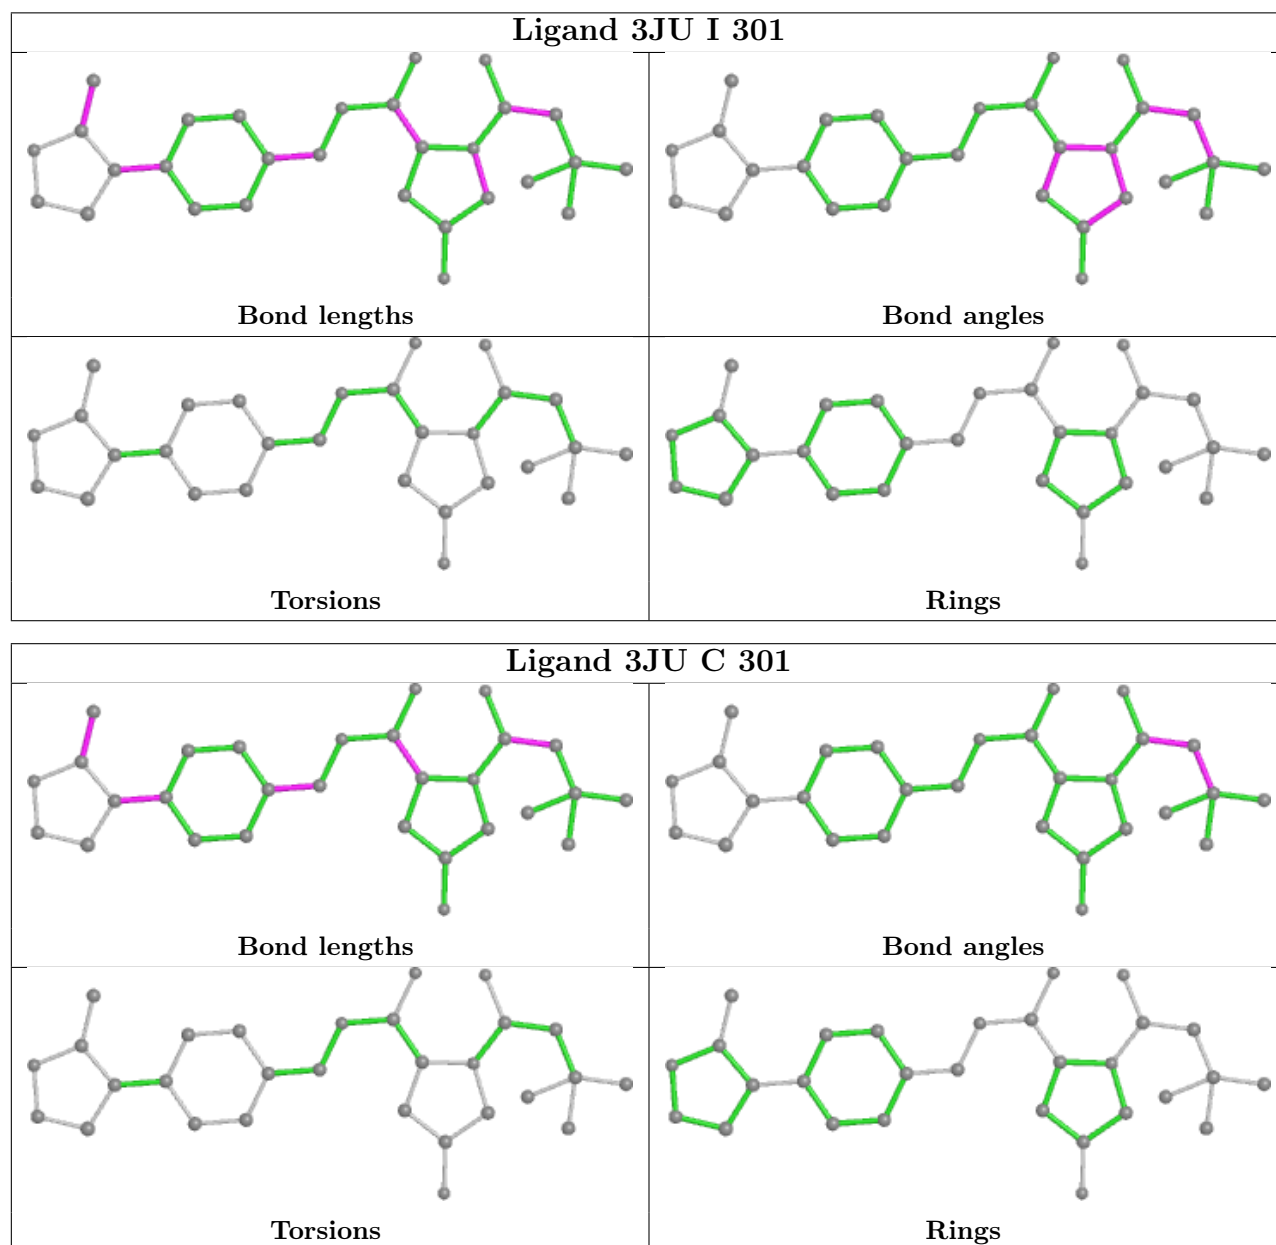 Ligand 3JU I 301
Bond lengths
Bond angles
Torsions
Rings
Ligand 3JU C 301
Bond lengths
Bond angles
Torsions
Rings